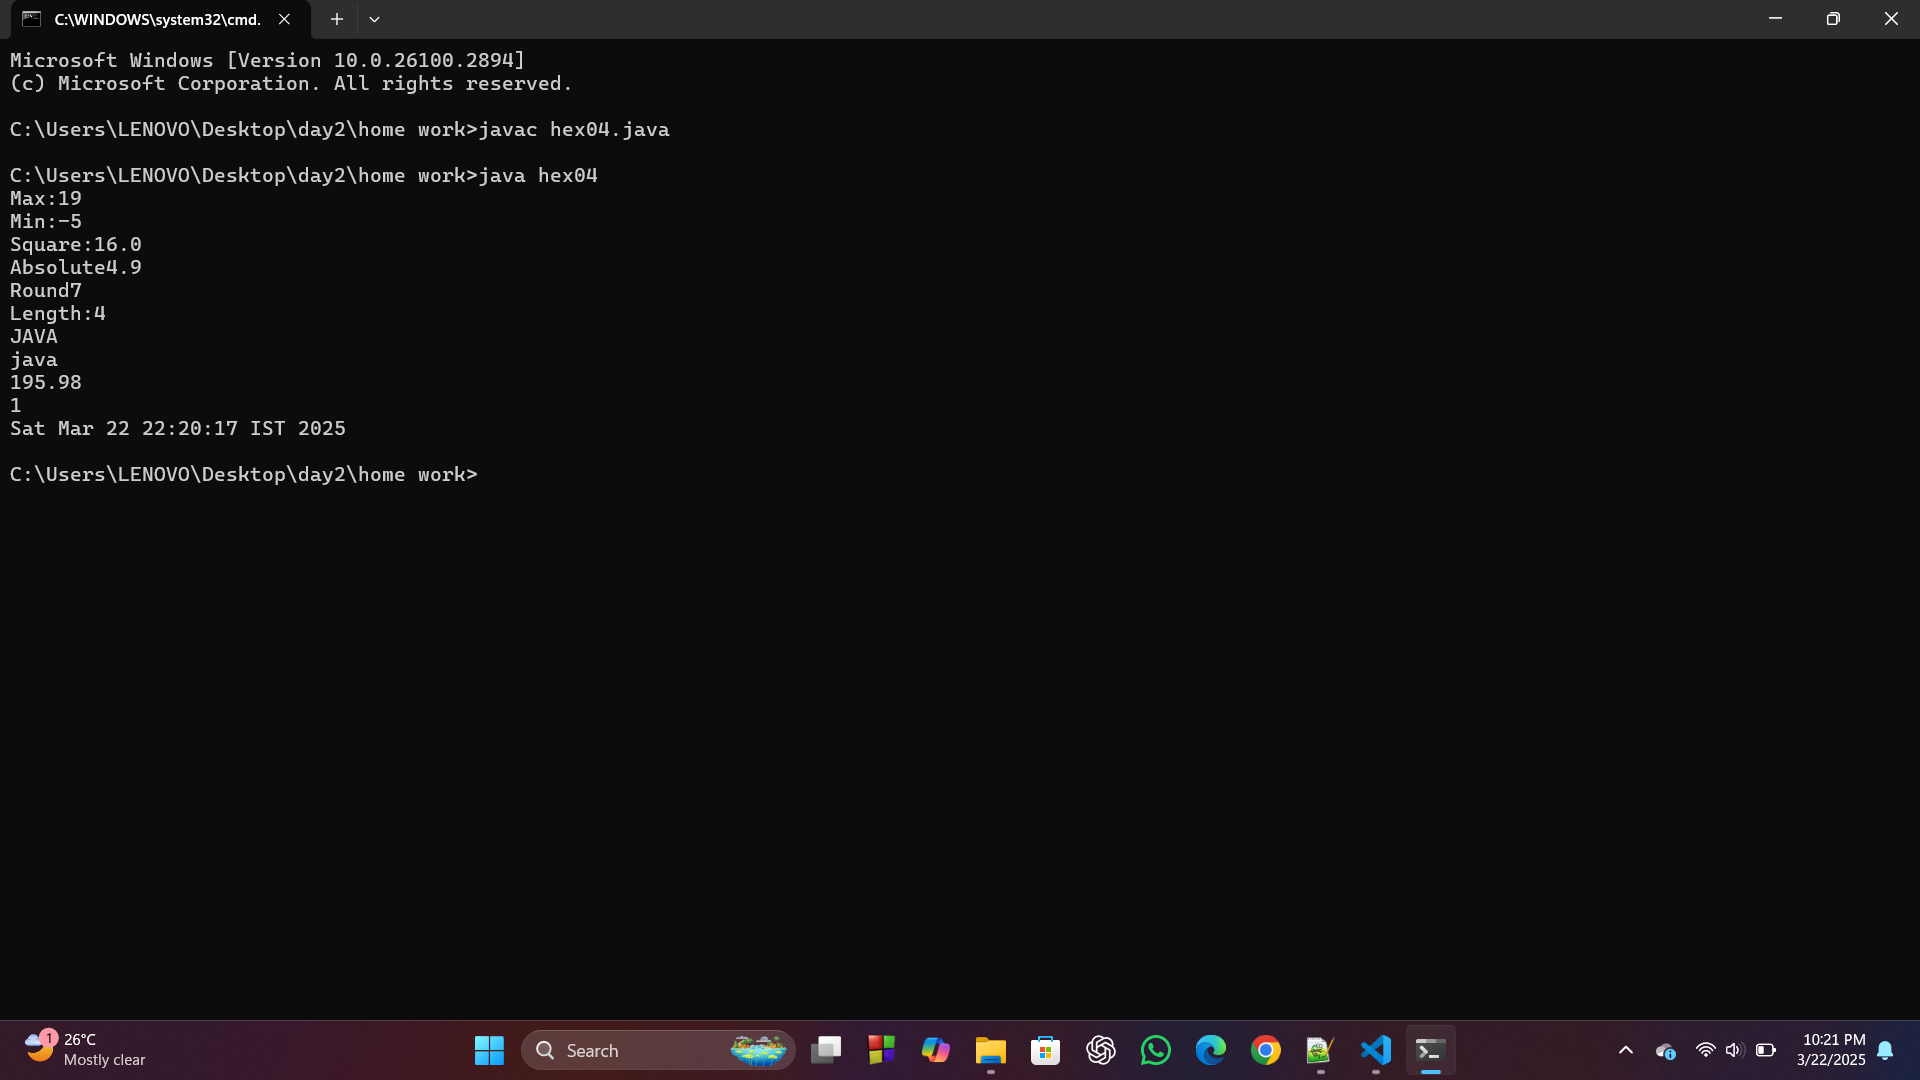 C:\WINDOWS\system32\cmd.
Microsoft Windows [Version 10.0.26100.2894]
(c) Microsoft Corporation. All rights reserved.
C:\Users\LENOVO\Desktop\day2\home work>javac hex04.java
C:\Users\LENOVO\Desktop\day2\home work>java hex04
Max:19
Min:-5
Square:16.0
Absolute4.9
Round7
Length:4
JAVA
java
195.98
1
Sat Mar 22 22:20:17 IST 2025
C:\Users\LENOVO\Desktop\day2\home work>
1
26°C
Mostly clear
Search
10:21 PM
3/22/2025